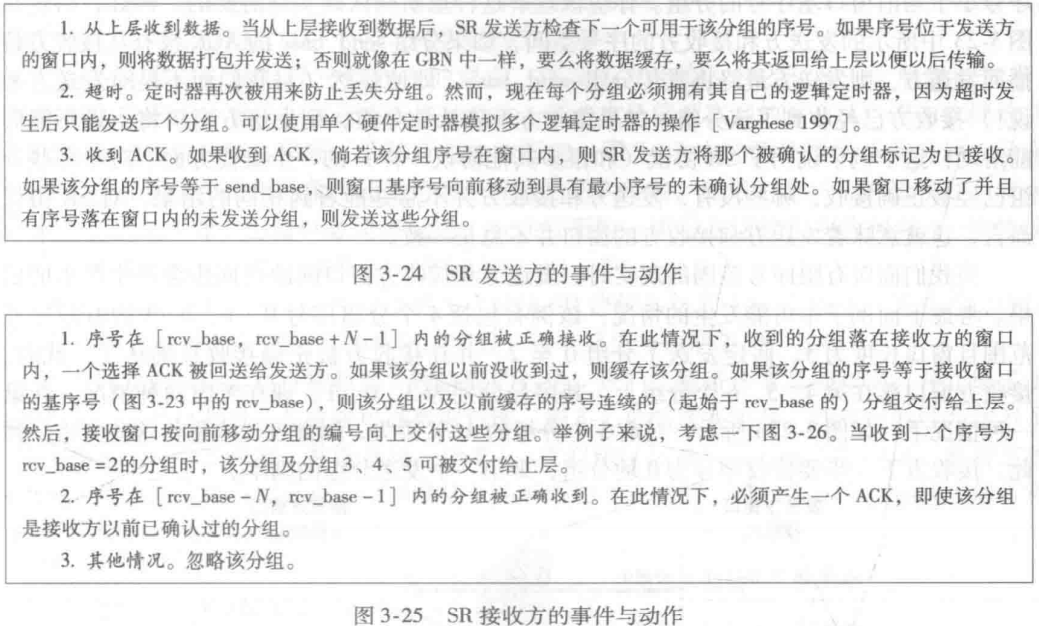 1. 从上层收到数据。当从上层接收到数据后，SR 发送方检查下一个可用于该分组的序号。如果序号位于发送方
的窗口内，则将数据打包并发送；否则就像在 GBN 中一样，要么将数据缓存，要么将其返回给上层以便以后传输。
2. 超时。定时器再次被用来防止丢失分组。然而，现在每个分组必须拥有其自己的逻辑定时器，因为超时发
生后只能发送一个分组。可以使用单个硬件定时器模拟多个逻辑定时器的操作［Varghese 1997］。
3. 收到 ACK。如果收到 ACK，倘若该分组序号在窗口内，则 SR 发送方将那个被确认的分组标记为已接收。
如果该分组的序号等于 send_base，则窗口基序号向前移动到具有最小序号的未确认分组处。如果窗口移动了并且
有序号落在窗口内的未发送分组，则发送这些分组。
图 3-24 SR 发送方的事件与动作
1. 序号在［rcv_base，rcv_base + N - 1］内的分组被正确接收。在此情况下，收到的分组落在接收方的窗口
内，一个选择 ACK 被回送给发送方。如果该分组以前没收到过，则缓存该分组。如果该分组的序号等于接收窗口
的基序号（图 3-23 中的 rcv_base），则该分组以及以前缓存的序号连续的（起始于 rcv_base 的）分组交付给上层。
然后，接收窗口按向前移动分组的编号向上交付这些分组。举例子来说，考虑一下图 3-26。当收到一个序号为
rcv_base = 2的分组时，该分组及分组 3、4、5 可被交付给上层。
2. 序号在［rcv_base - N，rcv_base - 1］内的分组被正确收到。在此情况下，必须产生一个 ACK，即使该分组
是接收方以前已确认过的分组。
3. 其他情况。忽略该分组。
图 3-25 SR 接收方的事件与动作